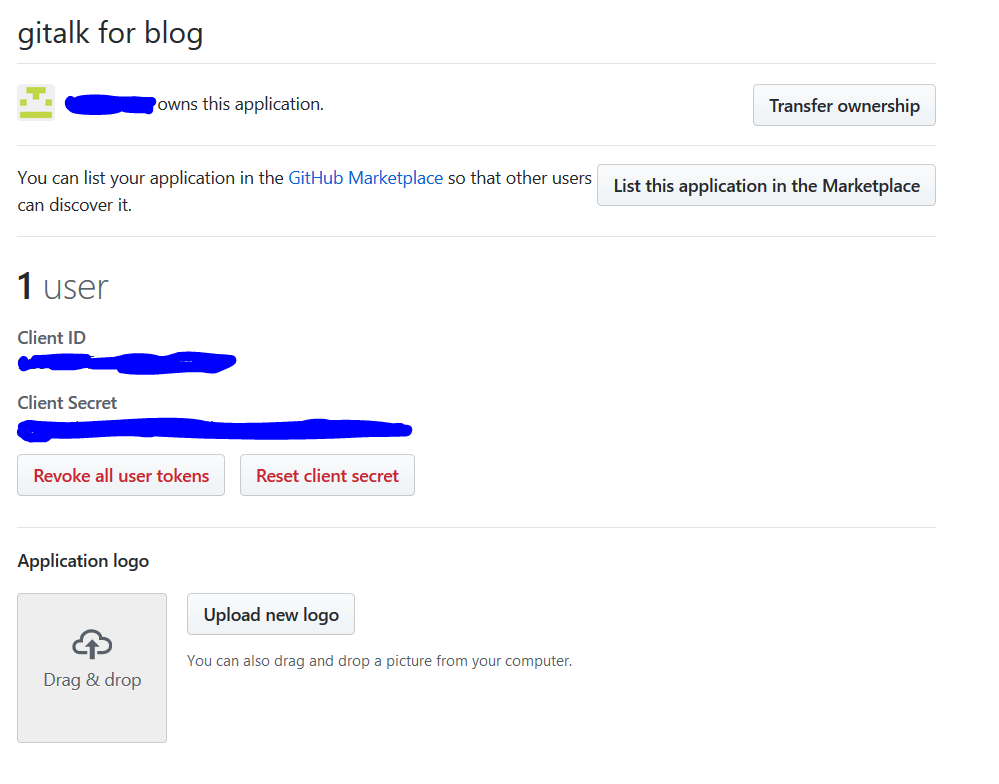 gitalk for blog
owns this application.
Transfer ownership
You can list your application in the GitHub Marketplace so that other users
can discover it.
List this application in the Marketplace
1 user
Client ID
Client Secret
Revoke all user tokens
Reset client secret
Application logo
Drag & drop
Upload new logo
You can also drag and drop a picture from your computer.